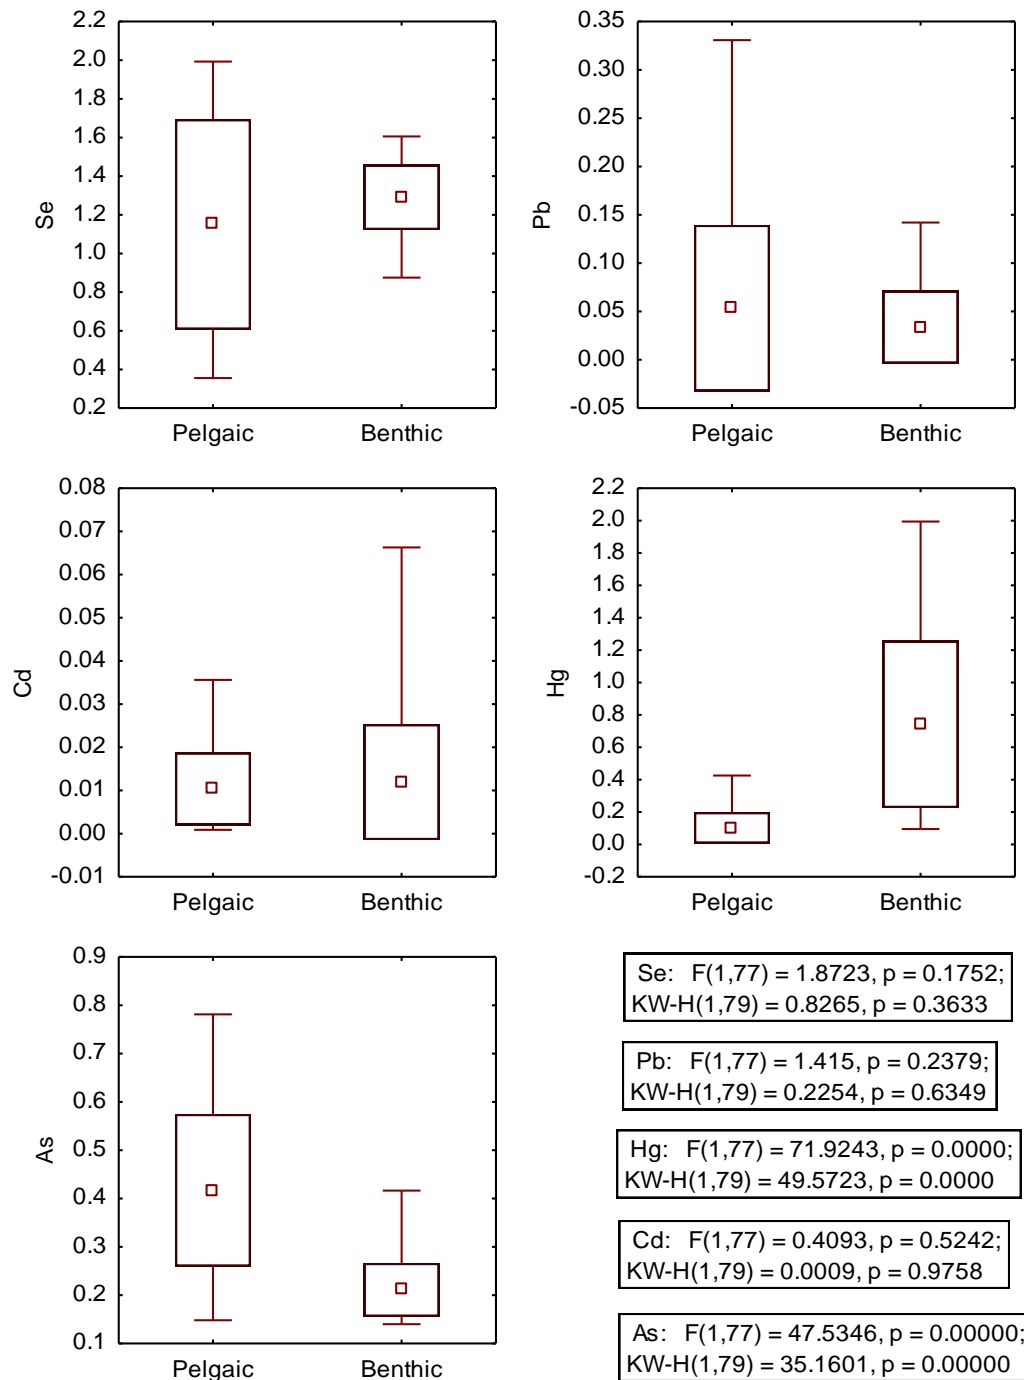 2.2
2.0
1.8
1.6
1.4
1.2
1.0
0.8
0.6
0.4
0.2
Se
Pelgaic Benthic
0.35
0.30
0.25
0.20
0.15
0.10
0.05
0.00
-0.05
Pb
Pelgaic Benthic
0.08
0.07
0.06
0.05
0.04
0.03
0.02
0.01
0.00
-0.01
Cd
Pelgaic Benthic
2.2
2.0
1.8
1.6
1.4
1.2
1.0
0.8
0.6
0.4
0.2
0.0
-0.2
Hg
Pelgaic Benthic
0.9
0.8
0.7
0.6
0.5
0.4
0.3
0.2
0.1
As
Pelgaic Benthic
Se: F(1,77) = 1.8723, p = 0.1752;
KW-H(1,79) = 0.8265, p = 0.3633
Pb: F(1,77) = 1.415, p = 0.2379;
KW-H(1,79) = 0.2254, p = 0.6349
Hg: F(1,77) = 71.9243, p = 0.0000;
KW-H(1,79) = 49.5723, p = 0.0000
Cd: F(1,77) = 0.4093, p = 0.5242;
KW-H(1,79) = 0.0009, p = 0.9758
As: F(1,77) = 47.5346, p = 0.00000;
KW-H(1,79) = 35.1601, p = 0.00000